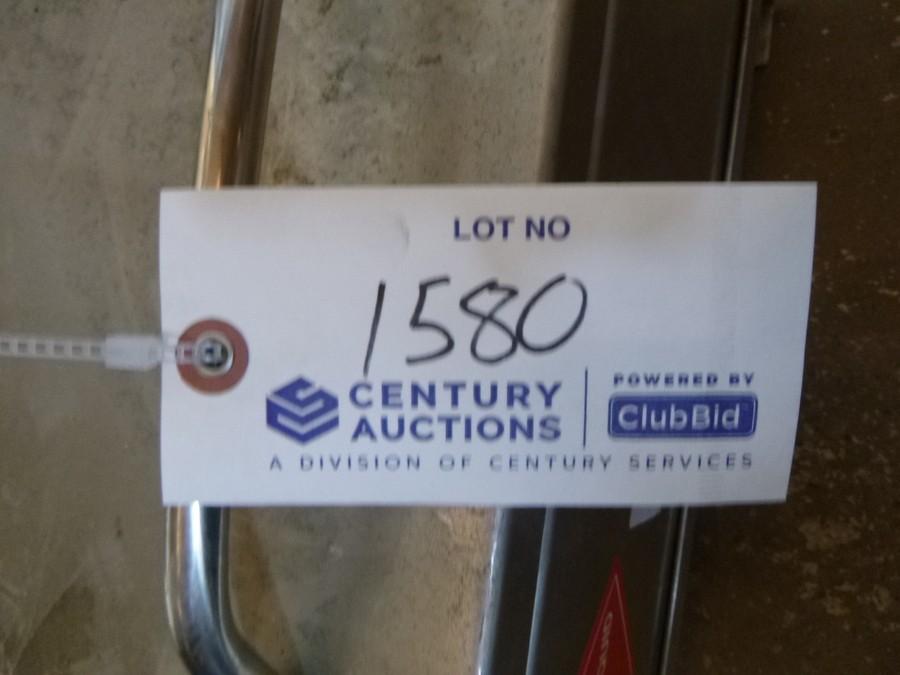 LOT NO
1580
CENTURY
AUCTIONS
POWERED BY
ClubBid
A DIVISION OF CENTURY SERVICES